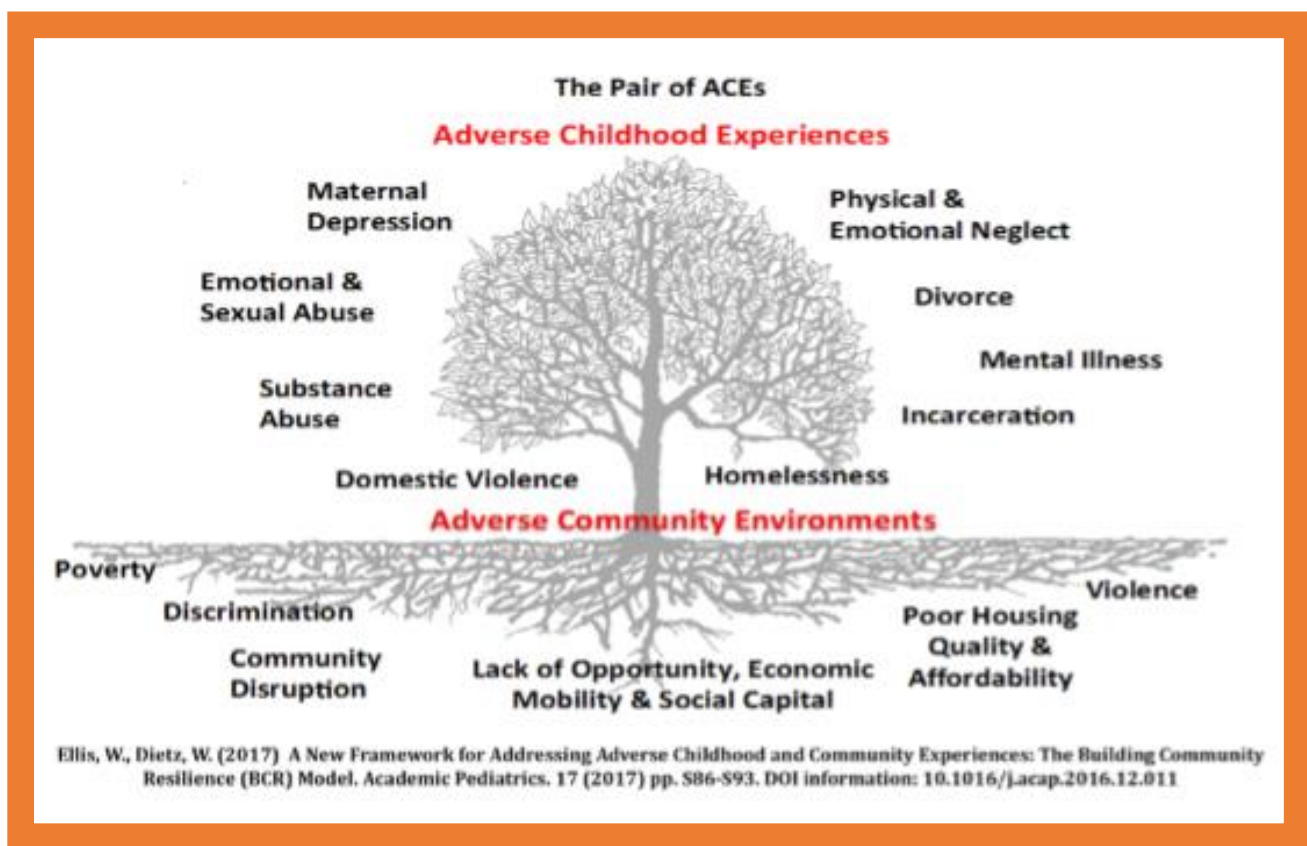 The Pair of ACEs
Adverse Childhood Experiences
Maternal
Depression
Physical &
Emotional Neglect
Emotional &
Sexual Abuse
Divorce
Mental Illness
Substance
Abuse
Incarceration
Domestic Violence
Homelessness
Adverse Community Environments
Poverty
Violence
Discrimination
Poor Housing
Quality &
Affordability
Community
Disruption
Lack of Opportunity, Economic
Mobility & Social Capital
Ellis, W., Dietz, W. (2017) A New Framework for Addressing Adverse Childhood and Community Experiences: The Building Community
Resilience (BCR) Model. Academic Pediatrics. 17 (2017) pp. S86-S93. DOI information: 10.1016/j.acap.2016.12.011